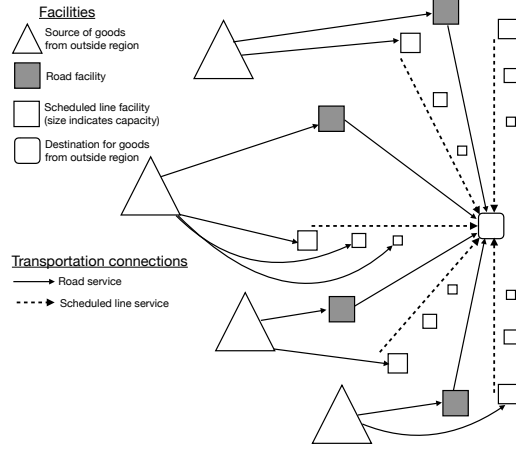 Facilities
Source of goods
from outside region
Road facility
Scheduled line facility
(size indicates capacity)
Destination for goods
from outside region
Transportation connections
Road service
Scheduled line service